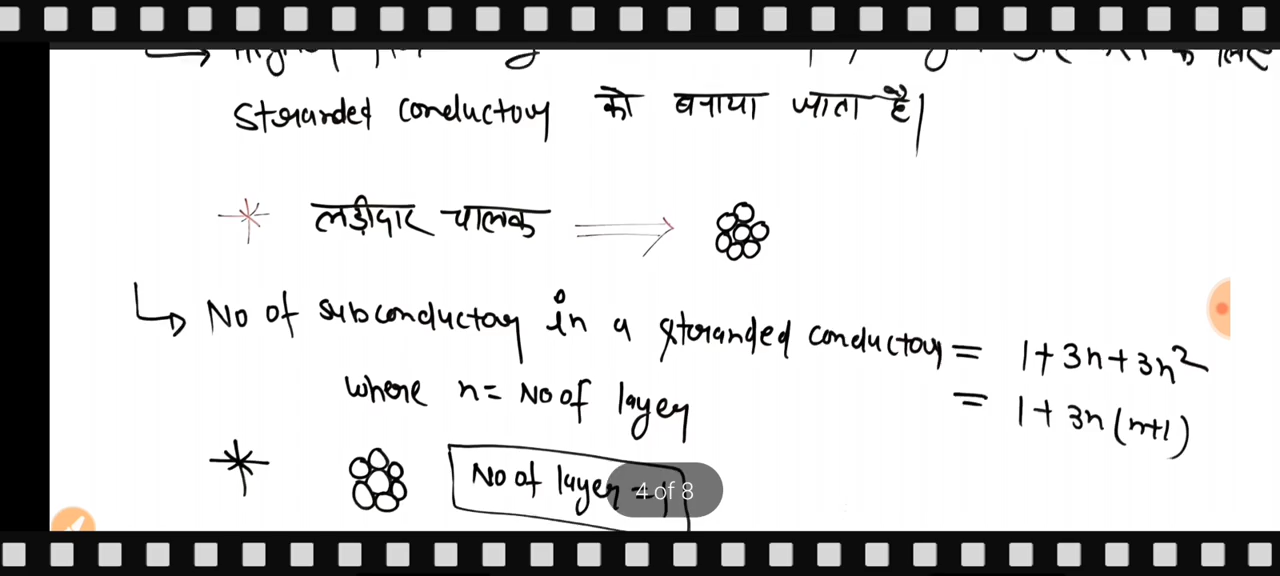 Stranded conductor को बनाया जाता है|
* लड़ीदार चालक ⟹
↳ No of subconductor in a stranded conductor = 1+3n+3n²
where n = No of layer = 1+3n(n+1)
* No of layer = 1
4 of 8